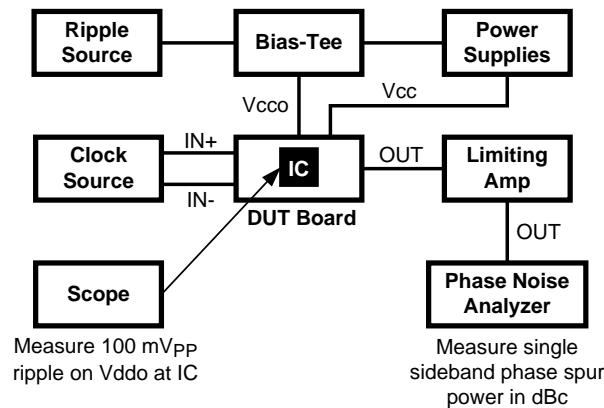 Ripple
Source
Bias-Tee
Power
Supplies
Vcco
Vcc
Clock
Source
IN+
IN-
IC
DUT Board
OUT
Limiting
Amp
OUT
Scope
Phase Noise
Analyzer
Measure 100 mVPP
ripple on Vddo at IC
Measure single
sideband phase spur
power in dBc